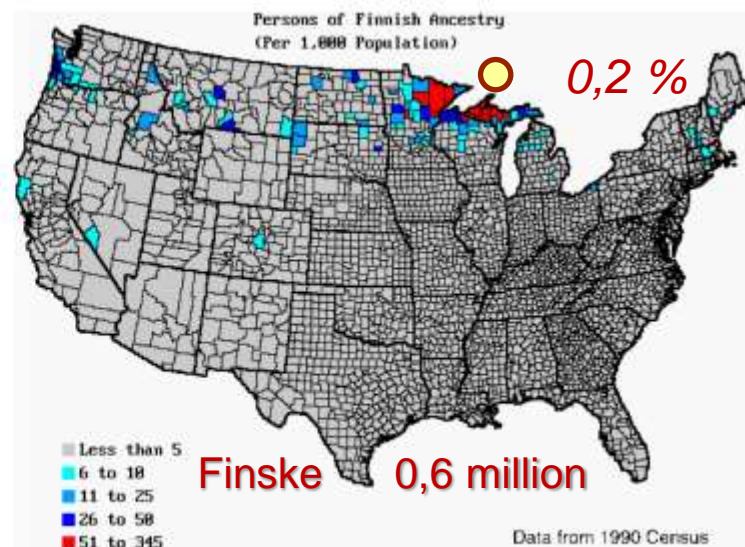 Persons of Finnish Ancestry
(Per 1,000 Population)
0,2 %
Less than 5
6 to 10
11 to 25
26 to 50
51 to 345
Finske 0,6 million
Data from 1990 Census